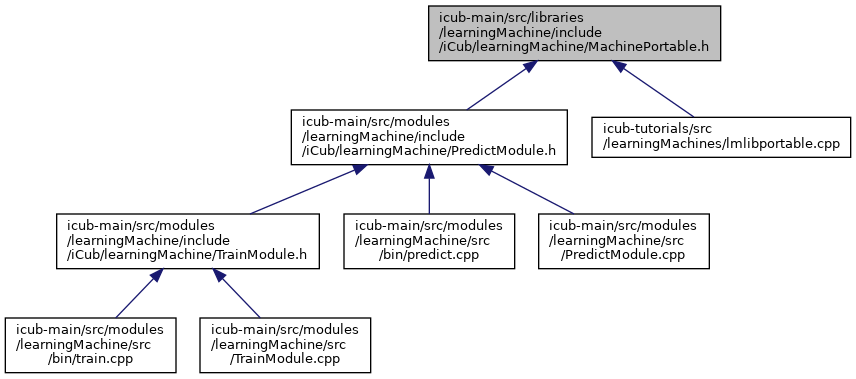 icub-main/src/libraries
/learningMachine/include
/iCub/learningMachine/MachinePortable.h
icub-main/src/modules
/learningMachine/include
/iCub/learningMachine/PredictModule.h
icub-tutorials/src
/learningMachines/lmlibportable.cpp
icub-main/src/modules
/learningMachine/include
/iCub/learningMachine/TrainModule.h
icub-main/src/modules
/learningMachine/src
/bin/predict.cpp
icub-main/src/modules
/learningMachine/src
/PredictModule.cpp
icub-main/src/modules
/learningMachine/src
/bin/train.cpp
icub-main/src/modules
/learningMachine/src
/TrainModule.cpp